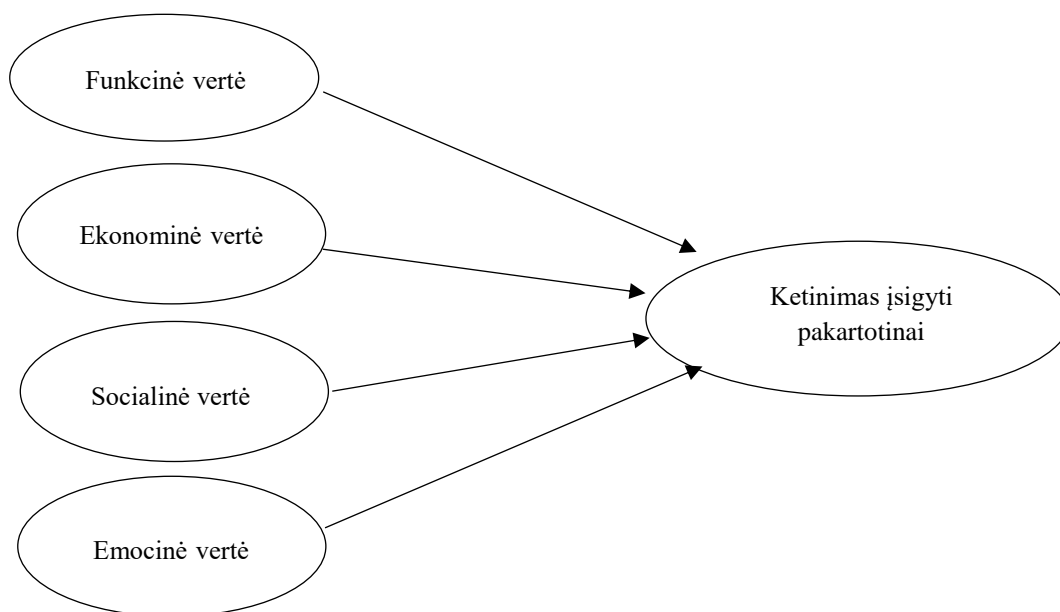 Funkcinė vertė
Ekonominė vertė
Ketinimas įsigyti
pakartotinai
Socialinė vertė
Emocinė vertė